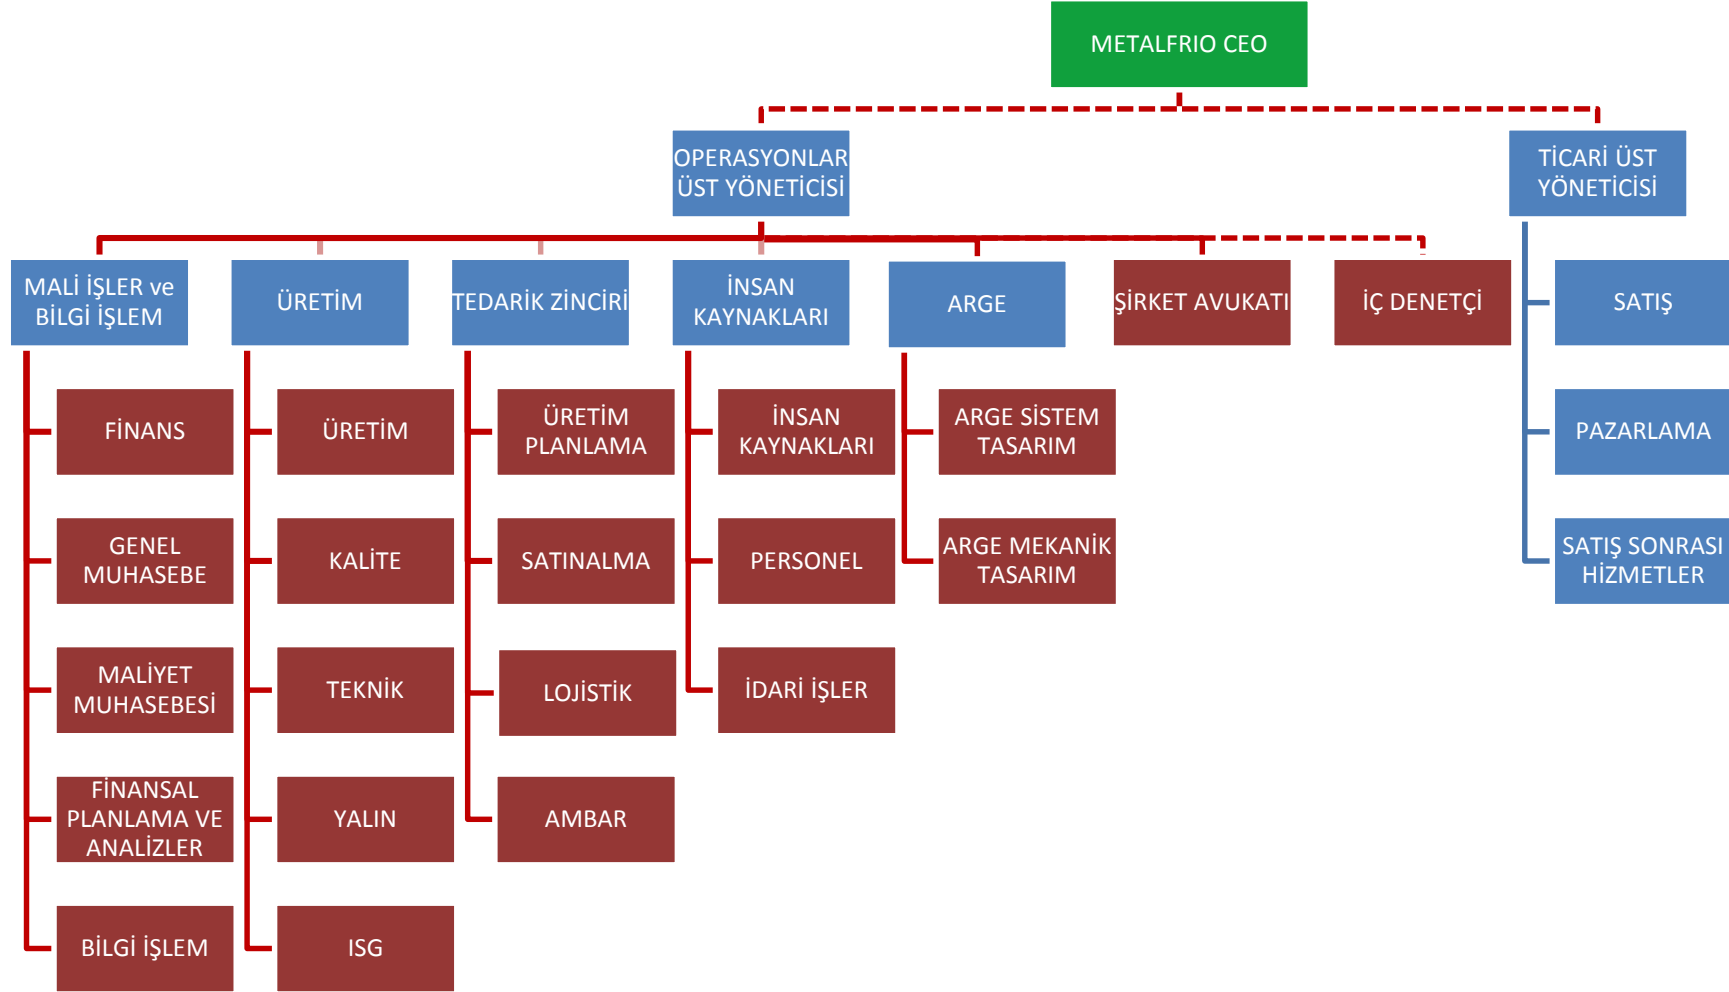 METALFRIO CEO
OPERASYONLAR
ÜST YÖNETİCİSİ
TİCARİ ÜST
YÖNETİCİSİ
MALİ İŞLER ve
BİLGİ İŞLEM
ÜRETİM
TEDARİK ZİNCİRİ
İNSAN
KAYNAKLARI
ARGE
ŞİRKET AVUKATI
İÇ DENETÇİ
SATIŞ
FİNANS
ÜRETİM
ÜRETİM
PLANLAMA
İNSAN
KAYNAKLARI
ARGE SİSTEM
TASARIM
PAZARLAMA
GENEL
MUHASEBE
KALİTE
SATINALMA
PERSONEL
ARGE MEKANİK
TASARIM
SATIŞ SONRASI
HİZMETLER
MALİYET
MUHASEBESİ
TEKNİK
LOJİSTİK
İDARİ İŞLER
FİNANSAL
PLANLAMA VE
ANALİZLER
YALIN
AMBAR
BİLGİ İŞLEM
ISG